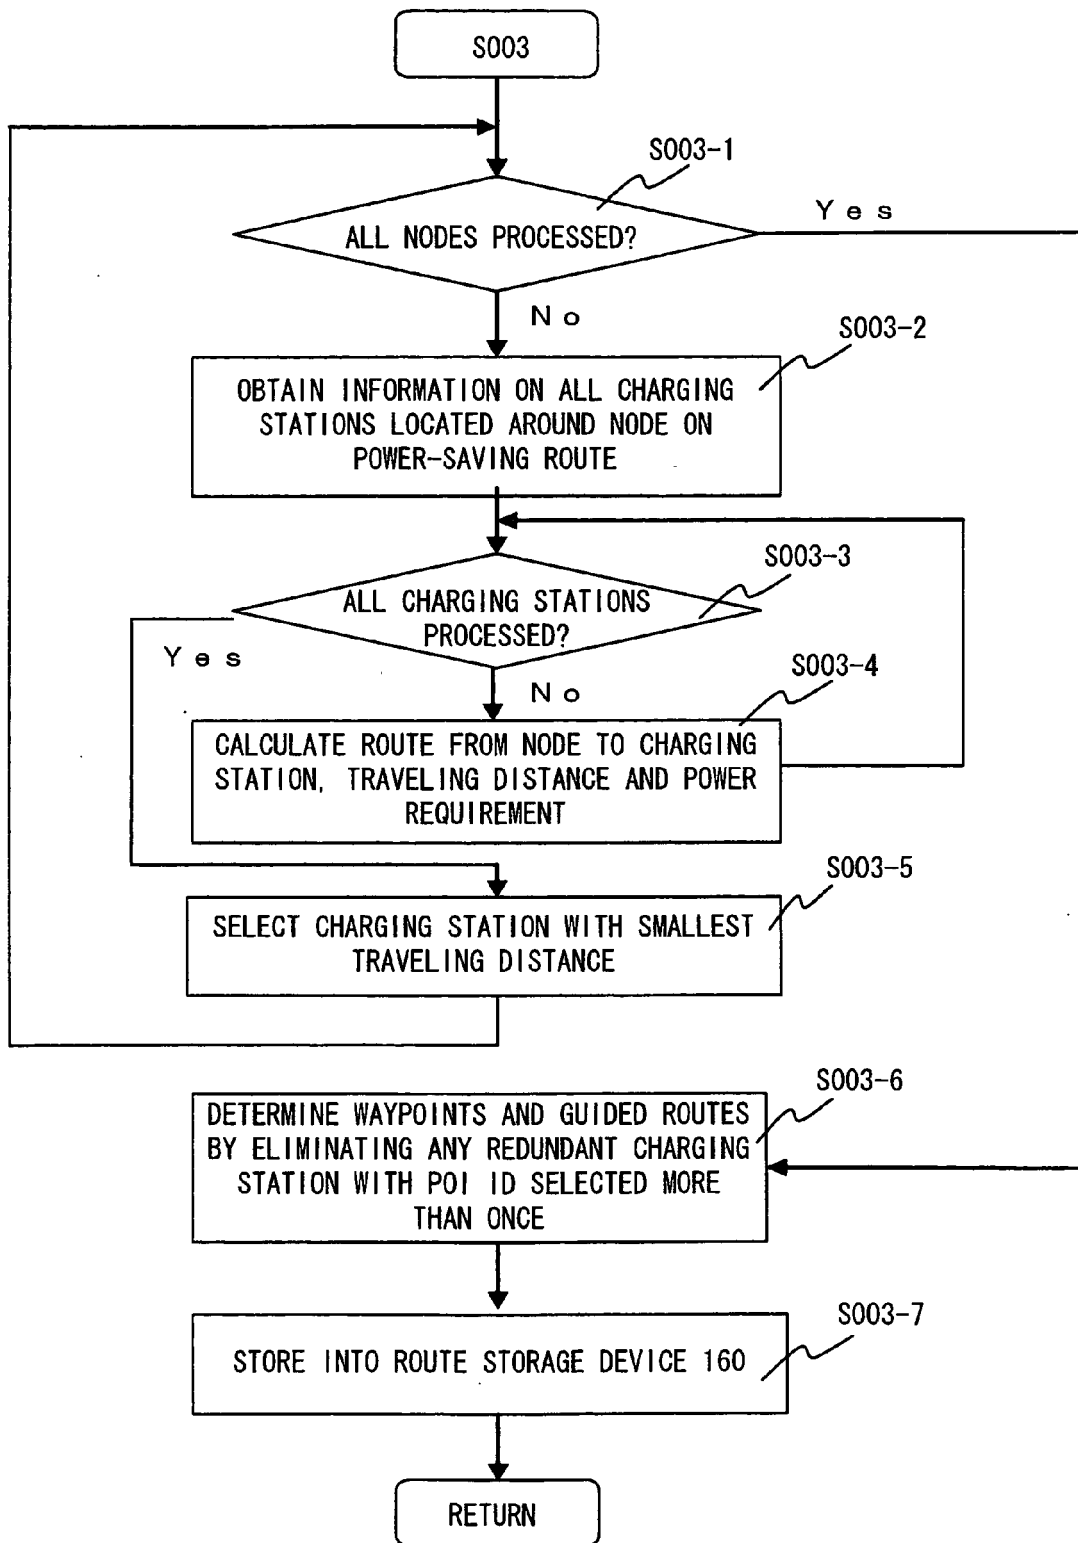 S003
S003-1
ALL NODES PROCESSED?
Yes
No
S003-2
OBTAIN INFORMATION ON ALL CHARGING
STATIONS LOCATED AROUND NODE ON
POWER-SAVING ROUTE
S003-3
ALL CHARGING STATIONS
PROCESSED?
Yes
No
S003-4
CALCULATE ROUTE FROM NODE TO CHARGING
STATION, TRAVELING DISTANCE AND POWER
REQUIREMENT
S003-5
SELECT CHARGING STATION WITH SMALLEST
TRAVELING DISTANCE
S003-6
DETERMINE WAYPOINTS AND GUIDED ROUTES
BY ELIMINATING ANY REDUNDANT CHARGING
STATION WITH POI ID SELECTED MORE
THAN ONCE
S003-7
STORE INTO ROUTE STORAGE DEVICE 160
RETURN